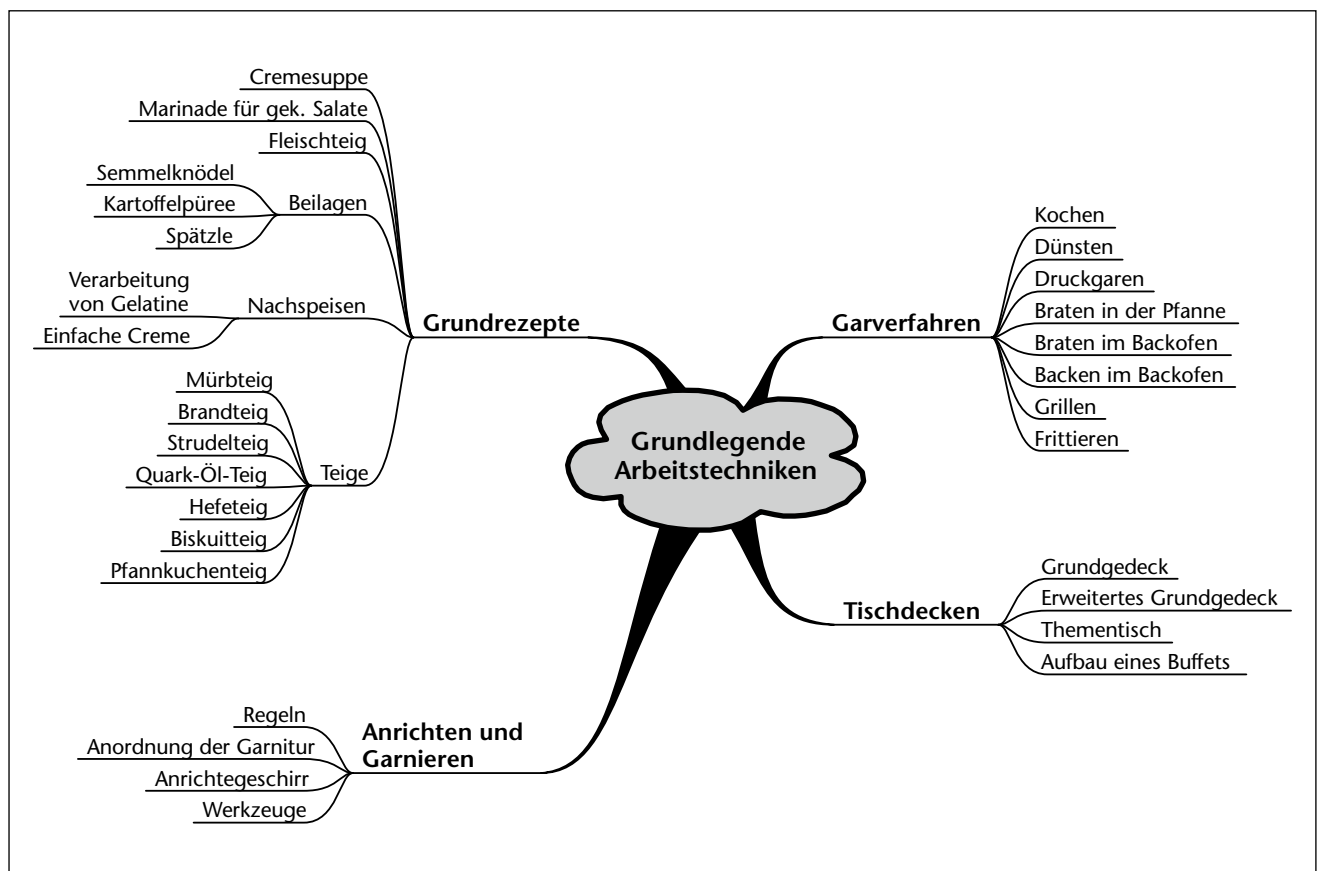 Grundlegende
Arbeitstechniken
Grundrezepte
Cremesuppe
Marinade für gek. Salate
Fleischteig
Beilagen
Semmelknödel
Kartoffelpüree
Spätzle
Nachspeisen
Verarbeitung
von Gelatine
Einfache Creme
Teige
Mürbteig
Brandteig
Strudelteig
Quark-Öl-Teig
Hefeteig
Biskuitteig
Pfannkuchenteig
Garverfahren
Kochen
Dünsten
Druckgaren
Braten in der Pfanne
Braten im Backofen
Backen im Backofen
Grillen
Frittieren
Tischdecken
Grundgedeck
Erweitertes Grundgedeck
Thementisch
Aufbau eines Buffets
Anrichten und
Garnieren
Regeln
Anordnung der Garnitur
Anrichtegeschirr
Werkzeuge